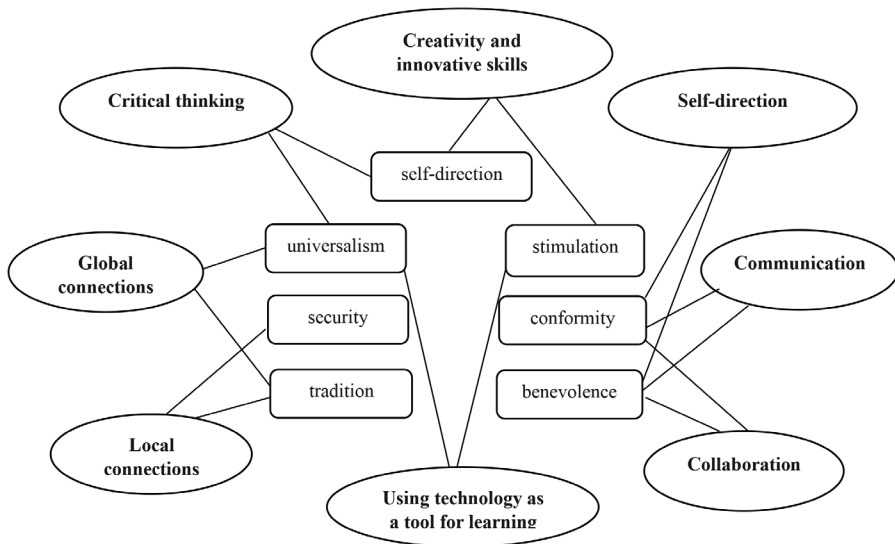 Creativity and
innovative skills
Critical thinking
Self-direction
self-direction
universalism
stimulation
Global
connections
Communication
security
conformity
tradition
benevolence
Local
connections
Collaboration
Using technology as
a tool for learning